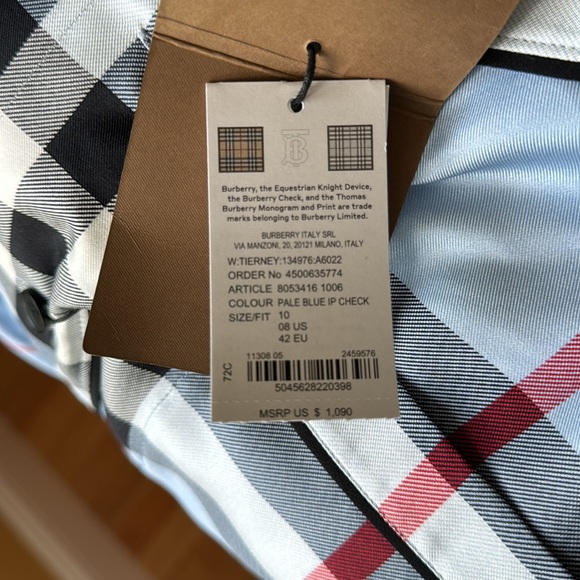 Burberry, the Equestrian Knight Device,
the Burberry Check, and the Thomas
Burberry Monogram and Print are trade
marks belonging to Burberry Limited.
BURBERRY ITALY SRL
VIA MANZONI, 20, 20121 MILANO, ITALY
W:TIERNEY:134976:A6022
ORDER No 4500635774
ARTICLE 8053416 1006
COLOUR PALE BLUE IP CHECK
SIZE/FIT 10
08 US
42 EU
72C
11308 05 2459576
5045628220398
MSRP US $ 1,090